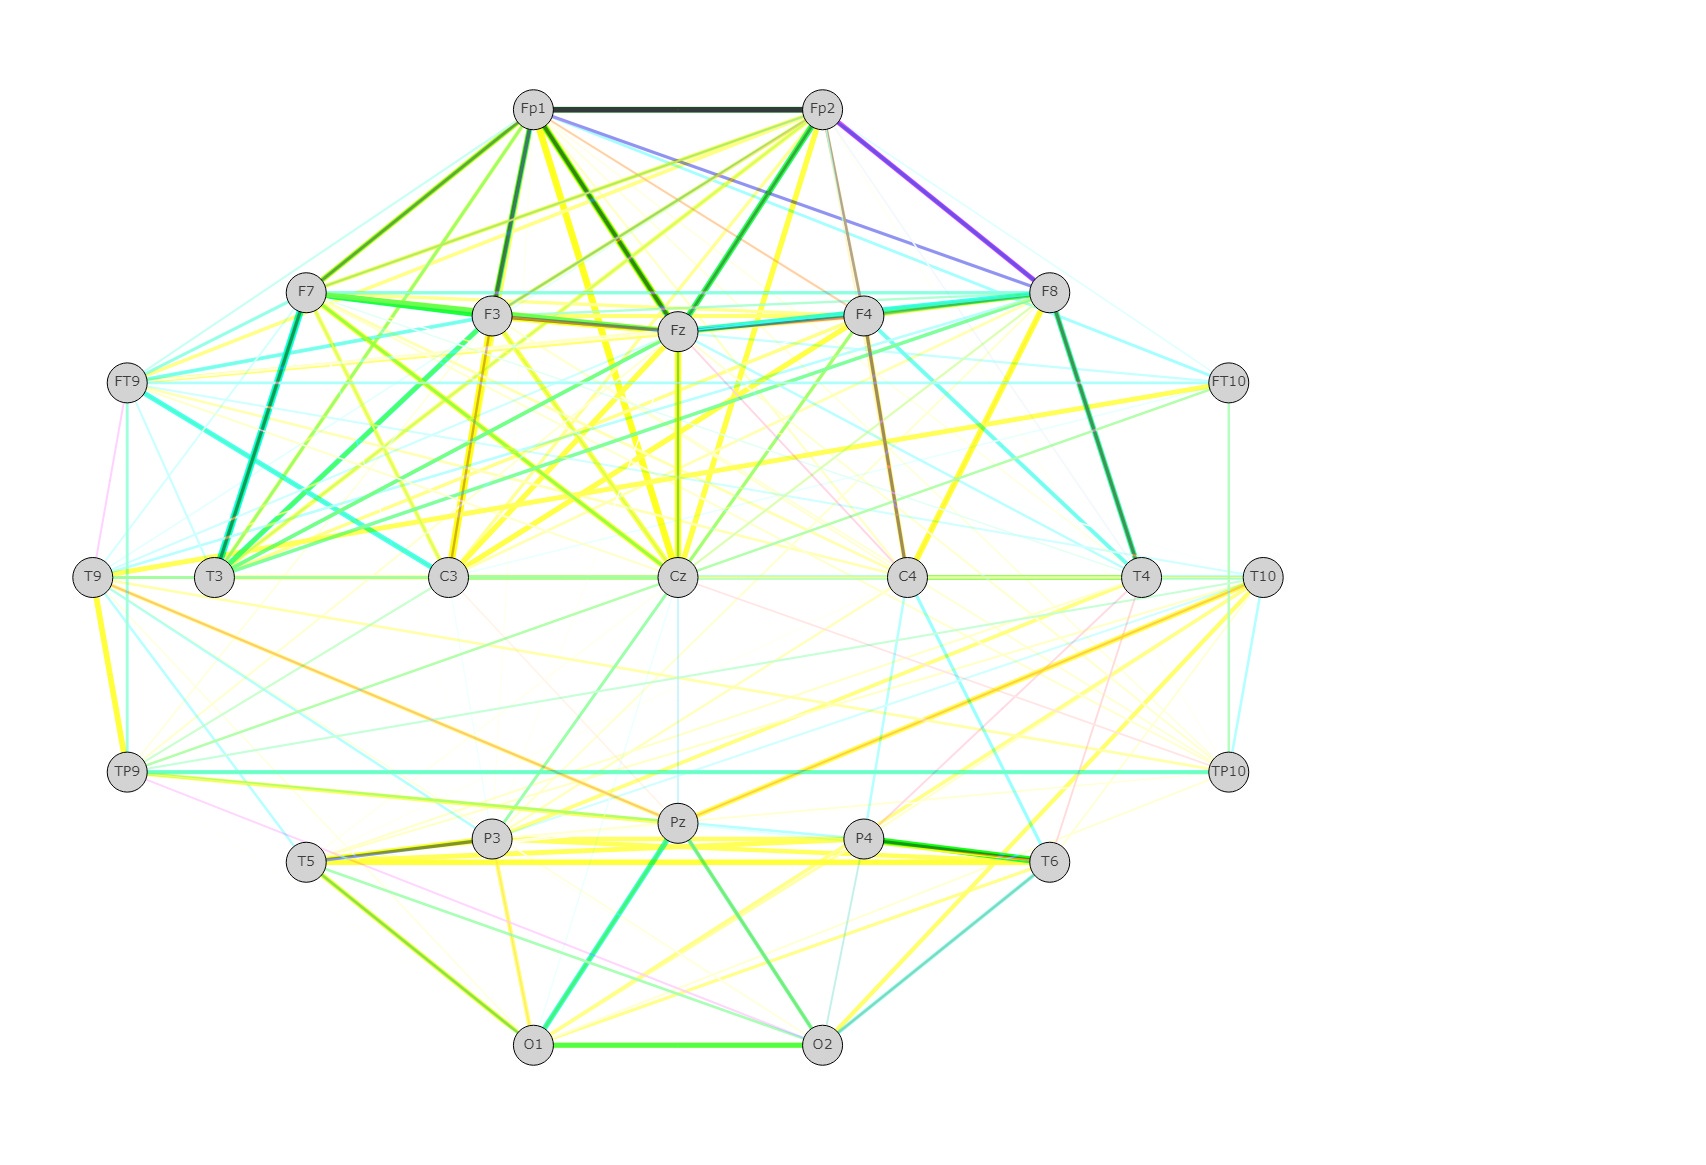 Fp1 Fp2
F7 F3 Fz F4 F8
FT9 FT10
T9 T3 C3 Cz C4 T4 T10
TP9 TP10
T5 P3 Pz P4 T6
O1 O2